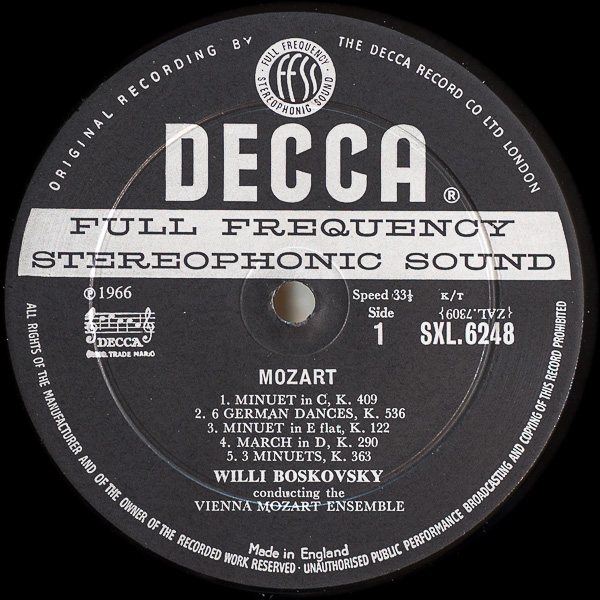 ORIGINAL RECORDING BY
THE DECCA RECORD CO LTD LONDON
FULL FREQUENCY
FFSS
STEREOPHONIC SOUND
DECCA®
FULL FREQUENCY
STEREOPHONIC SOUND
℗1966
Speed 33⅓
K/T
Side
{ZAL.7309}
DECCA
REGD. TRADE MARK
1
SXL.6248
MOZART
1. MINUET in C, K. 409
2. 6 GERMAN DANCES, K. 536
3. MINUET in E flat, K. 122
4. MARCH in D, K. 290
5. 3 MINUETS, K. 363
WILLI BOSKOVSKY
conducting the
VIENNA MOZART ENSEMBLE
Made in England
ALL RIGHTS OF THE MANUFACTURER AND OF THE OWNER OF THE RECORDED WORK RESERVED · UNAUTHORISED PUBLIC PERFORMANCE BROADCASTING AND COPYING OF THIS RECORD PROHIBITED